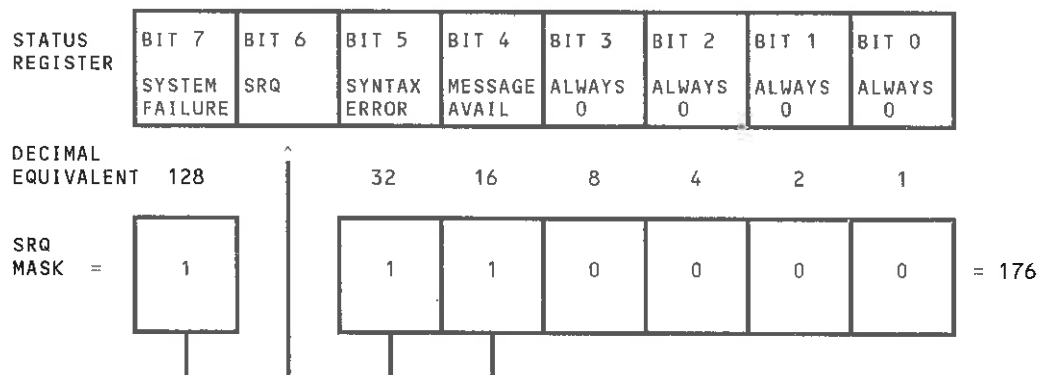 STATUS REGISTER
BIT 7 BIT 6 BIT 5 BIT 4 BIT 3 BIT 2 BIT 1 BIT 0
SYSTEM FAILURE SRQ SYNTAX ERROR MESSAGE AVAIL ALWAYS 0 ALWAYS 0 ALWAYS 0 ALWAYS 0
DECIMAL
EQUIVALENT 128 32 16 8 4 2 1
SRQ
MASK = 1 1 1 0 0 0 0 = 176